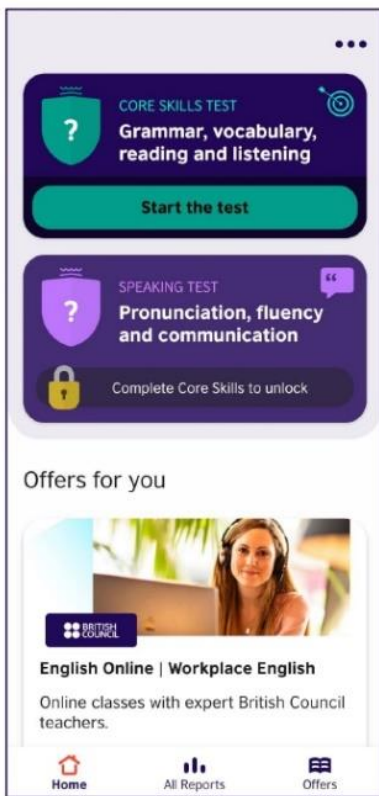 CORE SKILLS TEST
?
Grammar, vocabulary,
reading and listening
Start the test
SPEAKING TEST
“
?
Pronunciation, fluency
and communication
Complete Core Skills to unlock
Offers for you
BRITISH
COUNCIL
English Online | Workplace English
Online classes with expert British Council
teachers.
Home
All Reports
Offers